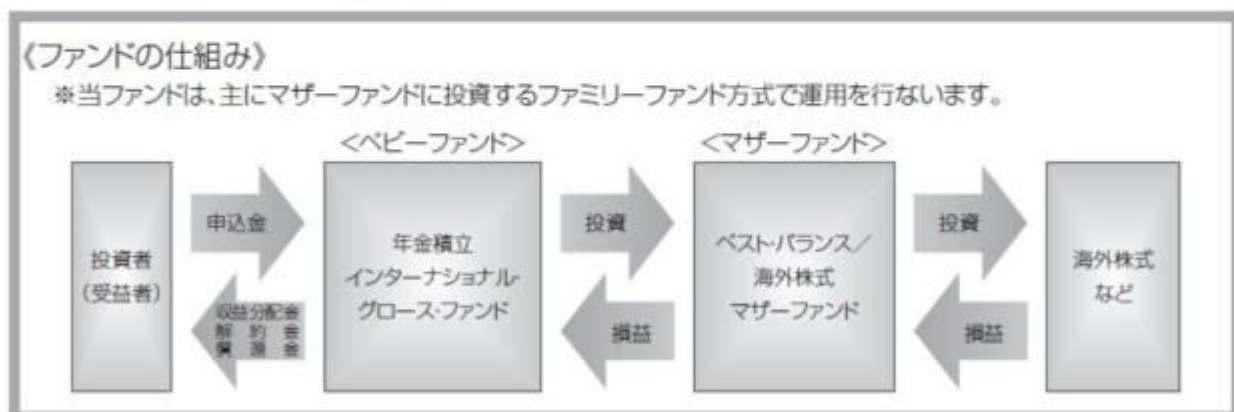 《ファンドの仕組み》
※当ファンドは、主にマザーファンドに投資するファミリーファンド方式で運用を行ないます。
＜ベビーファンド＞
＜マザーファンド＞
投資者
（受益者）
申込金
収益分配金
解約金
償還金
年金積立
インターナショナル・
グロース・ファンド
投資
損益
ベスト・バランス／
海外株式
マザーファンド
投資
損益
海外株式
など